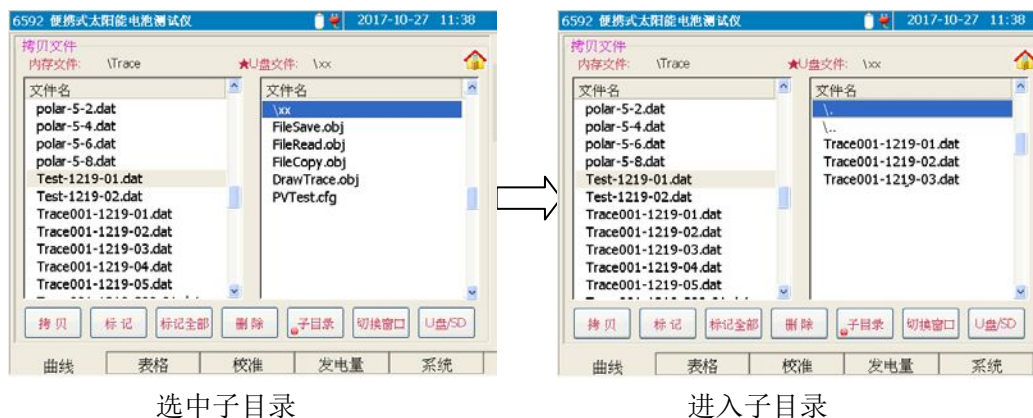 6592 便携式太阳能电池测试仪 2017-10-27 11:38
拷贝文件
内存文件: \Trace ★U盘文件: \xx
文件名
polar-5-2.dat
polar-5-4.dat
polar-5-6.dat
polar-5-8.dat
Test-1219-01.dat
Test-1219-02.dat
Trace001-1219-01.dat
Trace001-1219-02.dat
Trace001-1219-03.dat
Trace001-1219-04.dat
Trace001-1219-05.dat
文件名
\xx
FileSave.obj
FileRead.obj
FileCopy.obj
DrawTrace.obj
PVTest.cfg
拷贝 标记 标记全部 删除 子目录 切换窗口 U盘/SD
曲线 表格 校准 发电量 系统
选中子目录
6592 便携式太阳能电池测试仪 2017-10-27 11:38
拷贝文件
内存文件: \Trace ★U盘文件: \xx
文件名
polar-5-2.dat
polar-5-4.dat
polar-5-6.dat
polar-5-8.dat
Test-1219-01.dat
Test-1219-02.dat
Trace001-1219-01.dat
Trace001-1219-02.dat
Trace001-1219-03.dat
Trace001-1219-04.dat
Trace001-1219-05.dat
文件名
\.
\..
Trace001-1219-01.dat
Trace001-1219-02.dat
Trace001-1219-03.dat
拷贝 标记 标记全部 删除 子目录 切换窗口 U盘/SD
曲线 表格 校准 发电量 系统
进入子目录